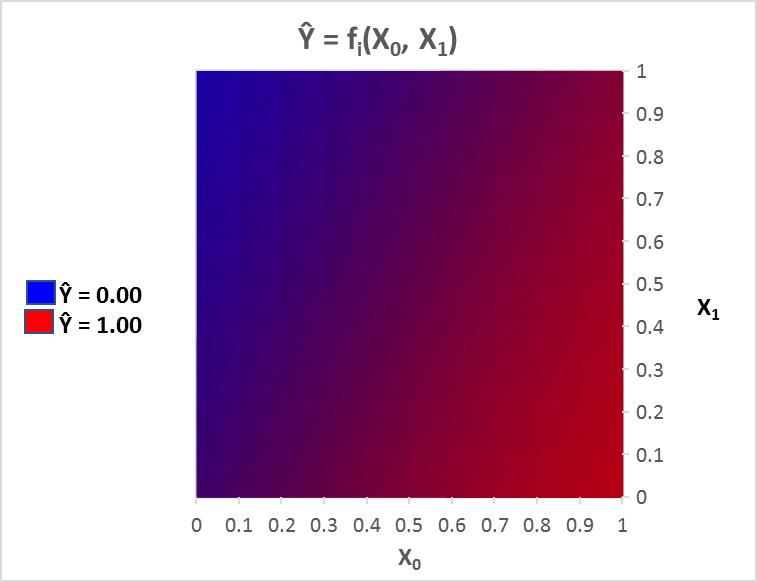 Ŷ = fᵢ(X₀, X₁)
1
0.9
0.8
0.7
0.6
0.5
0.4
0.3
0.2
0.1
0
X₁
Ŷ = 0.00
Ŷ = 1.00
0 0.1 0.2 0.3 0.4 0.5 0.6 0.7 0.8 0.9 1
X₀